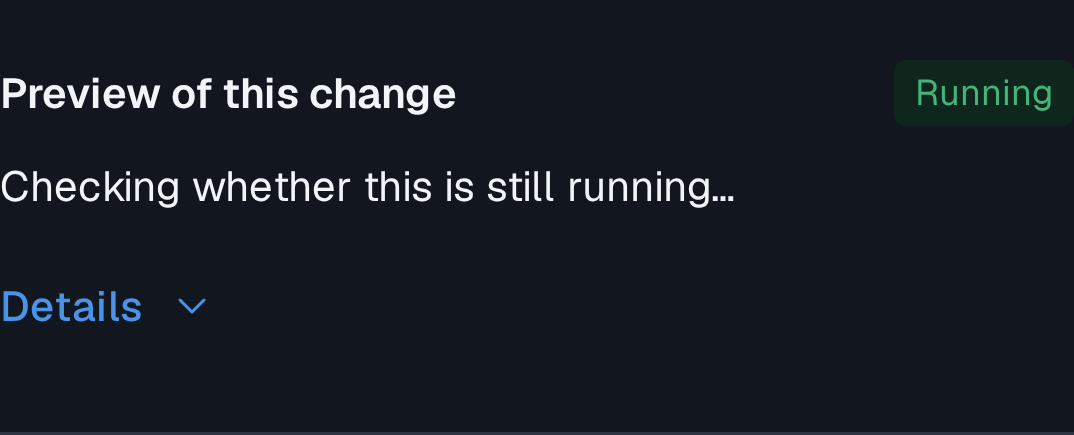 Preview of this change
Running
Checking whether this is still running...
Details